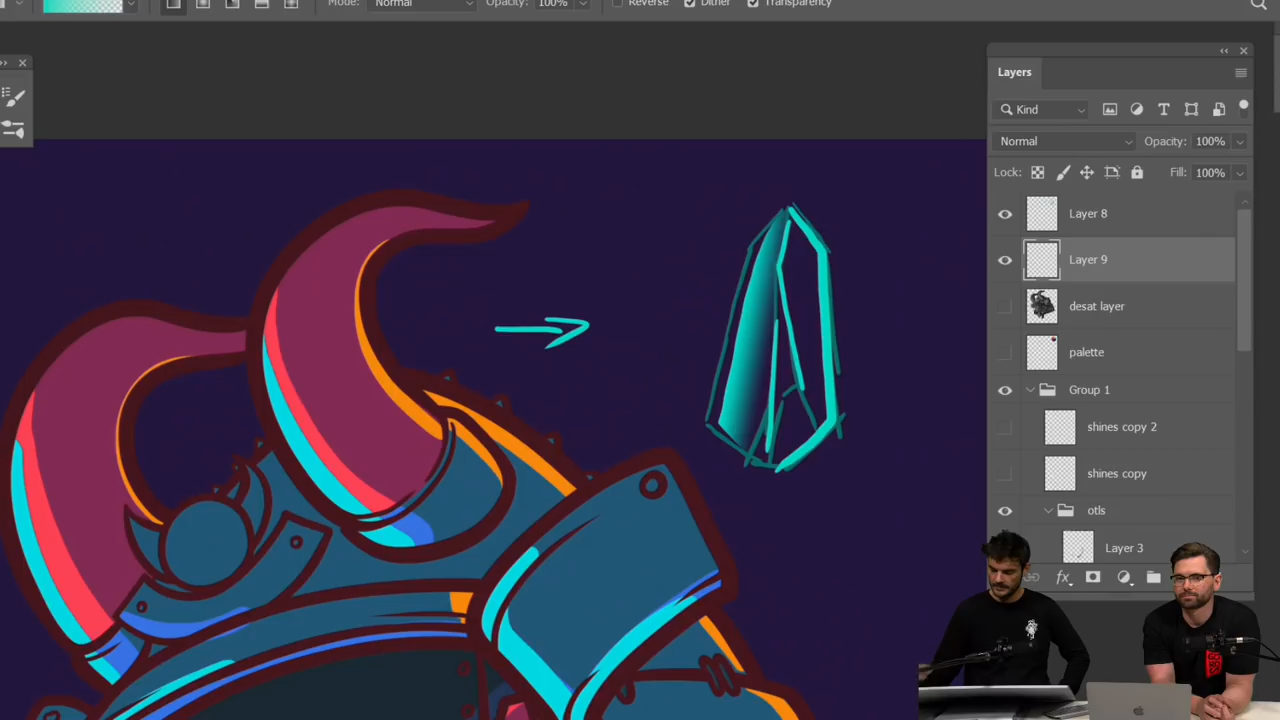 Mode: Normal Opacity: 100% Reverse Dither Transparency
Layers
Kind
Normal Opacity: 100%
Lock: Fill: 100%
Layer 8
Layer 9
desat layer
palette
Group 1
shines copy 2
shines copy
otls
Layer 3
fx